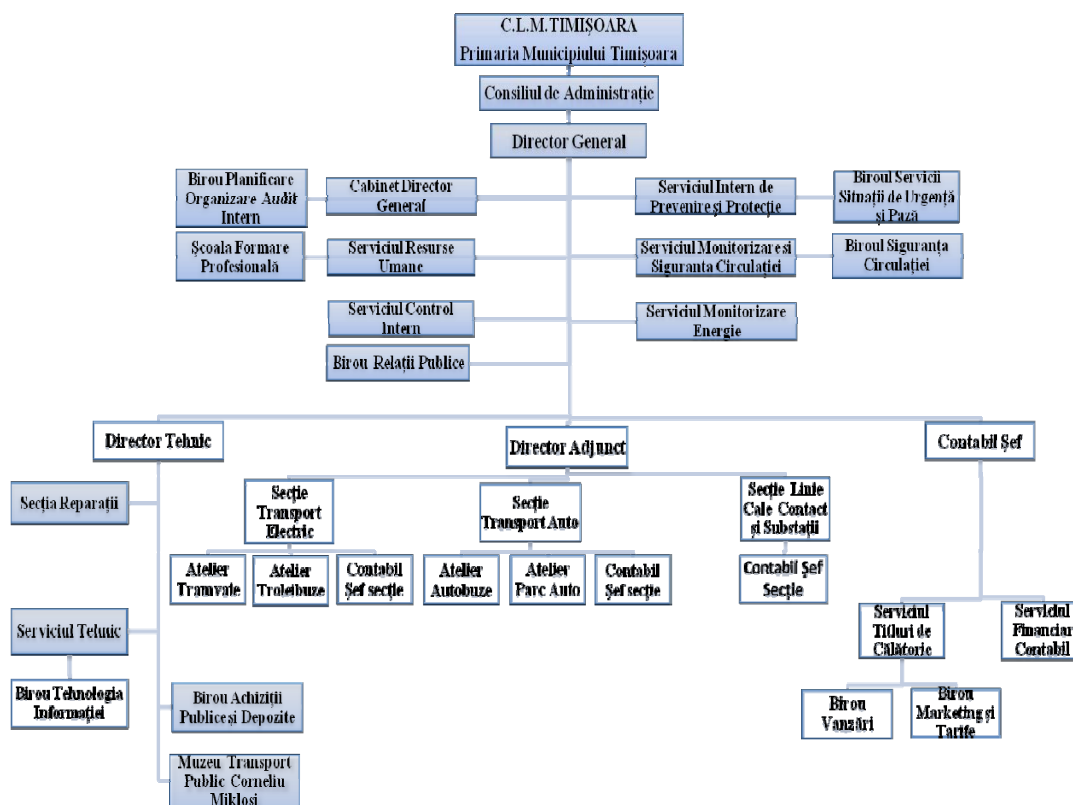 C.L.M.TIMIȘOARA
Primaria Municipiului Timișoara
Consiliul de Administrație
Director General
Birou Planificare
Organizare Audit
Intern
Cabinet Director
General
Serviciul Intern de
Prevenire și Protecție
Biroul Servicii
Situații de Urgență
și Pază
Școala Formare
Profesională
Serviciul Resurse
Umane
Serviciul Monitorizare si
Siguranta Circulației
Biroul Siguranța
Circulației
Serviciul Control
Intern
Serviciul Monitorizare
Energie
Birou Relații Publice
Director Tehnic
Director Adjunct
Contabil Șef
Secția Reparații
Secție
Transport
Electric
Secție
Transport Auto
Secție Linie
Cale Contact
și Substații
Atelier
Tramvaie
Atelier
Troleibuze
Contabil
Șef secție
Atelier
Autobuze
Atelier
Parc Auto
Contabil
Șef secție
Contabil Șef
Secție
Serviciul Tehnic
Serviciul
Titluri de
Călătorie
Serviciul
Financiar
Contabil
Birou Tehnologia
Informației
Birou Achiziții
Publice și Depozite
Birou
Vanzări
Birou
Marketing și
Tarife
Muzeu Transport
Public Corneliu
Miklosi